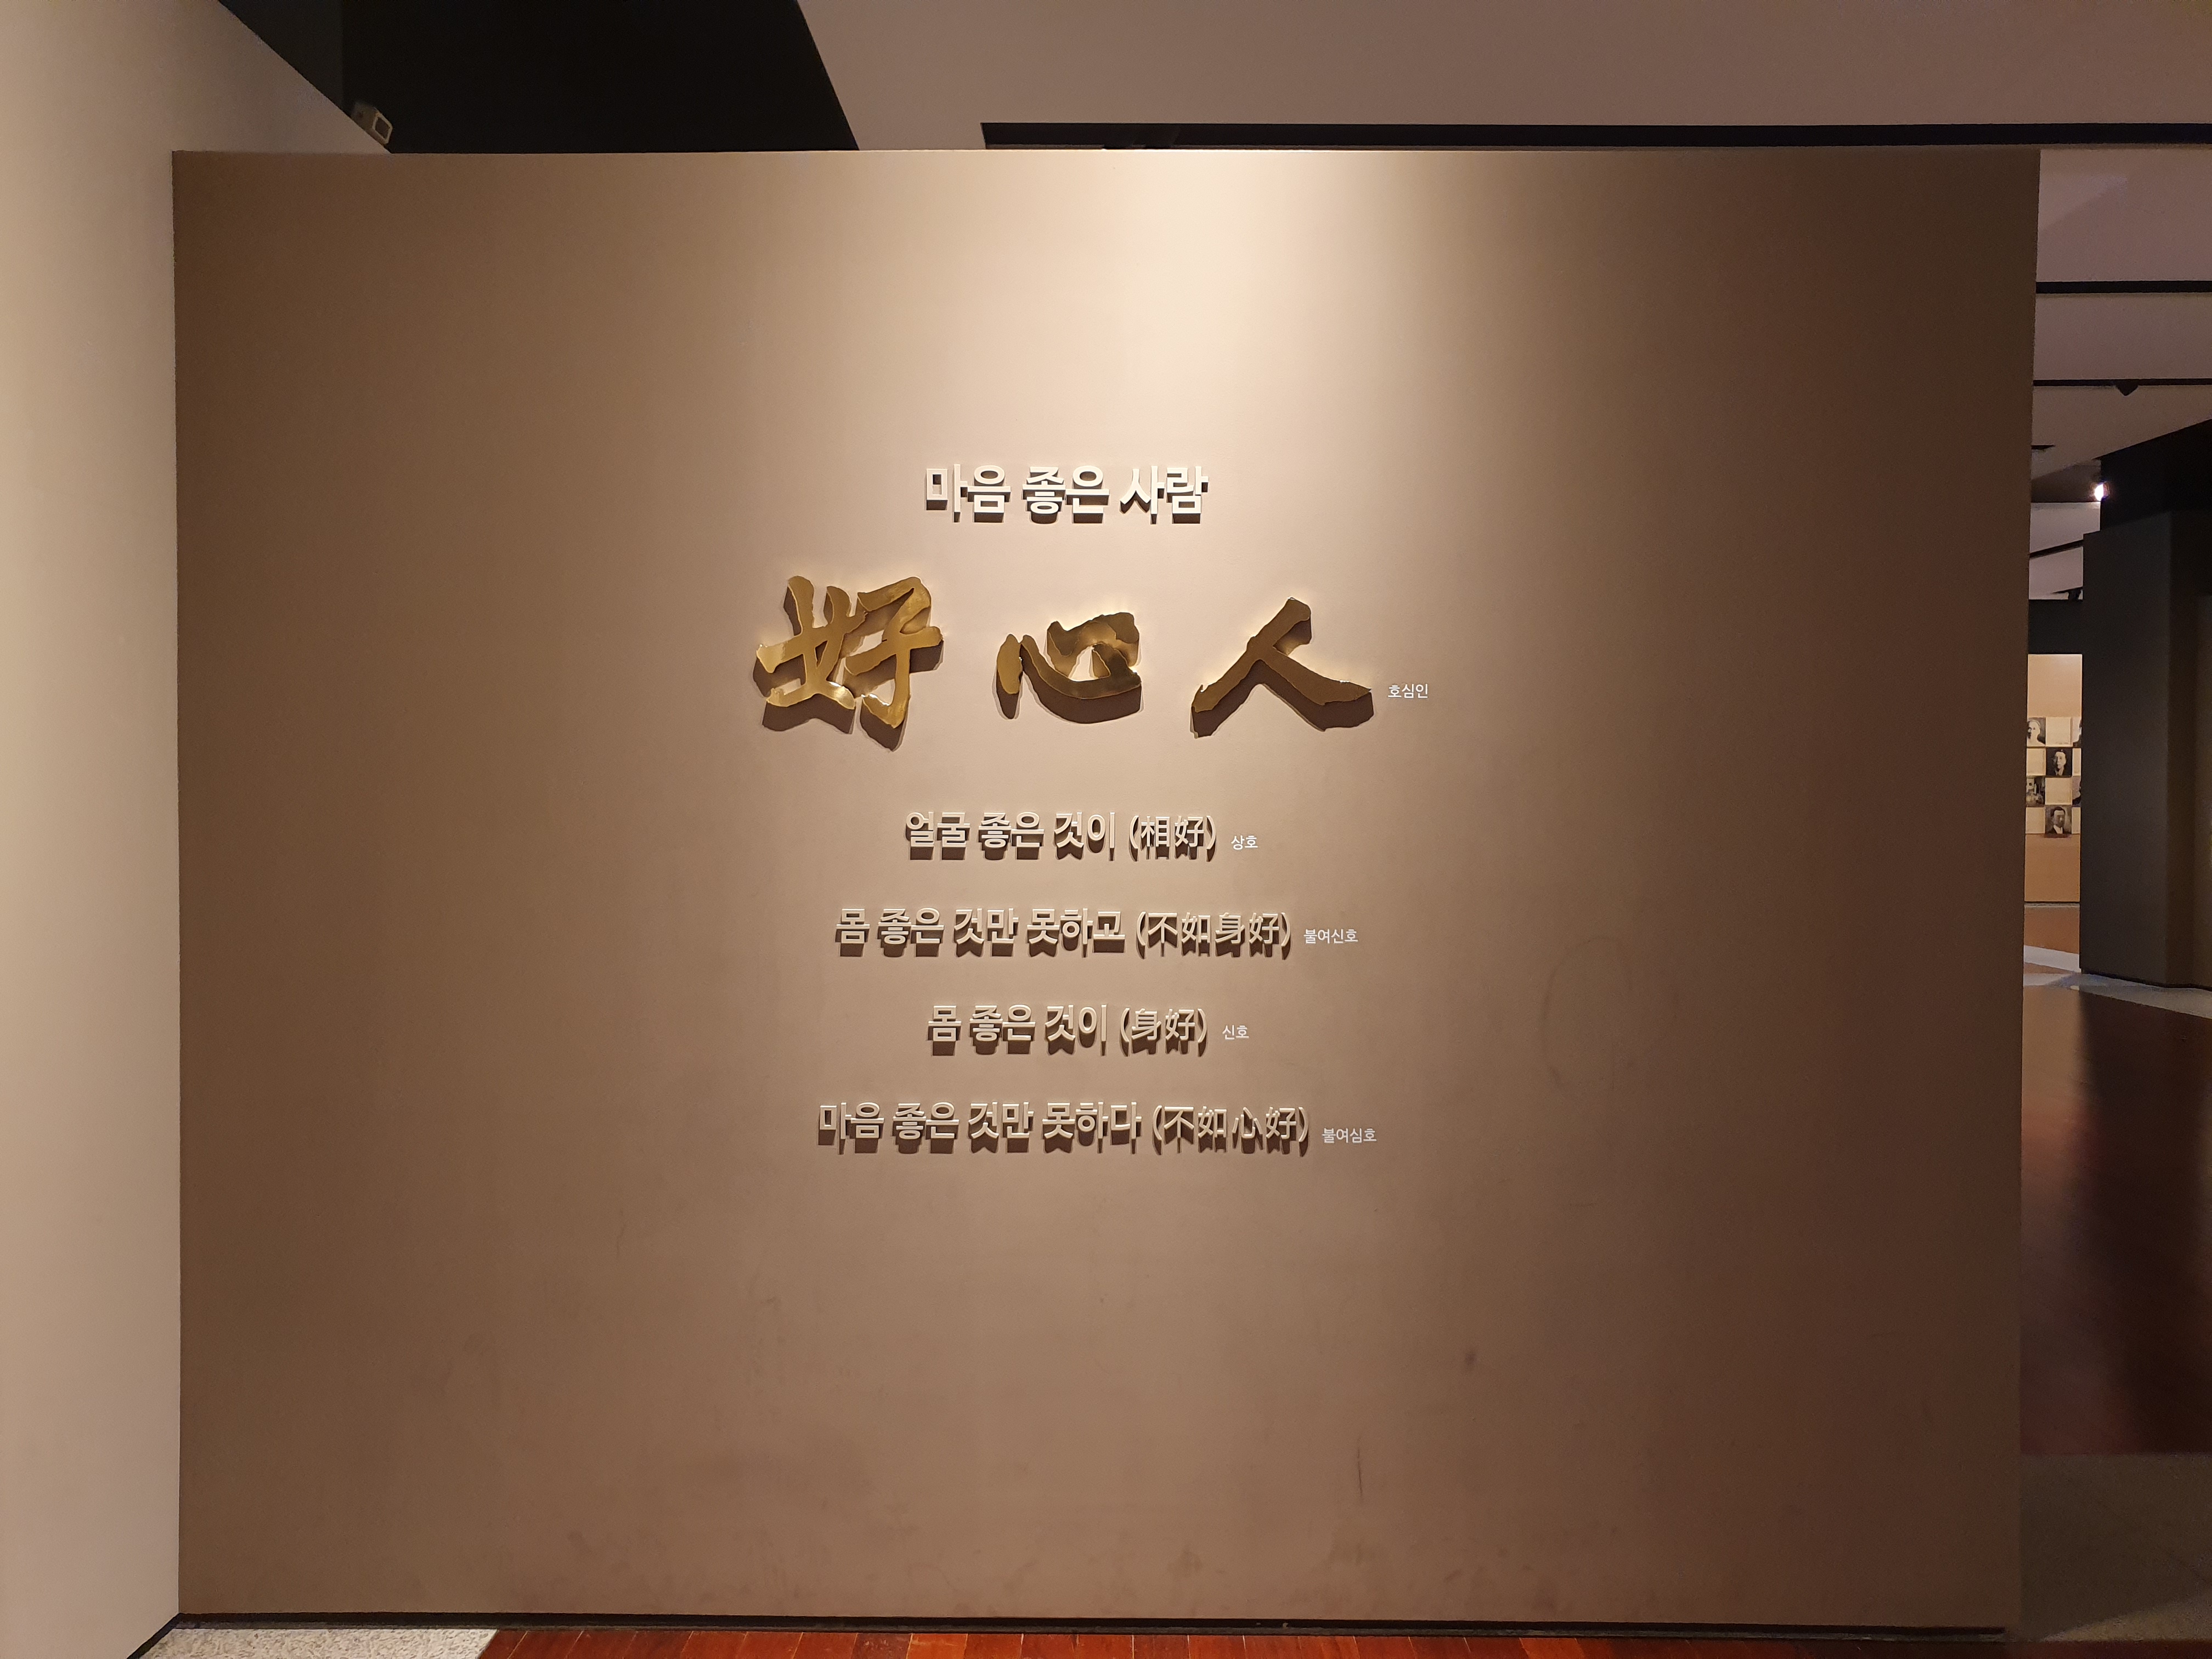 마음 좋은 사람
好心人 호심인
얼굴 좋은 것이 (相好) 상호
몸 좋은 것만 못하고 (不如身好) 불여신호
몸 좋은 것이 (身好) 신호
마음 좋은 것만 못하다 (不如心好) 불여심호